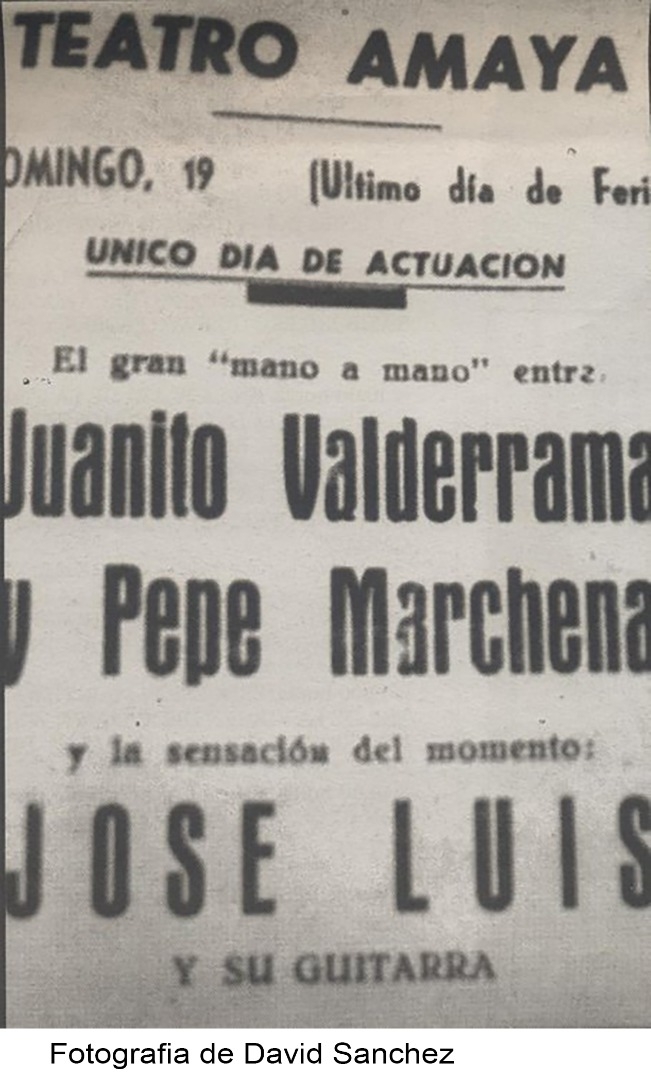 TEATRO AMAYA
DOMINGO, 19 (Ultimo día de Feri
UNICO DIA DE ACTUACION
El gran "mano a mano" entre
Juanito Valderrama
y Pepe Marchena
y la sensación del momento:
JOSE LUIS
Y SU GUITARRA
Fotografia de David Sanchez